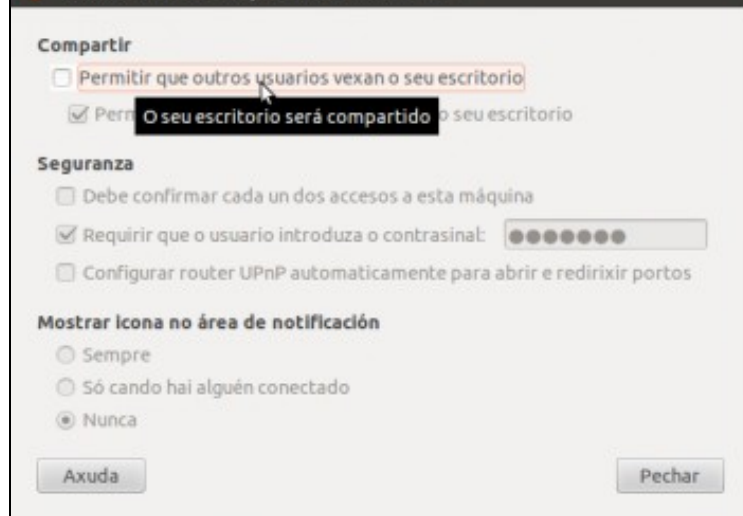 Compartir
Permitir que outros usuarios vexan o seu escritorio
Perm
O seu escritorio será compartido
o seu escritorio
Seguranza
Debe confirmar cada un dos accesos a esta máquina
Requirir que o usuario introduza o contrasinal:
Configurar router UPnP automaticamente para abrir e redirixir portos
Mostrar icona no área de notificación
Sempre
Só cando hai alguén conectado
Nunca
Axuda
Pechar